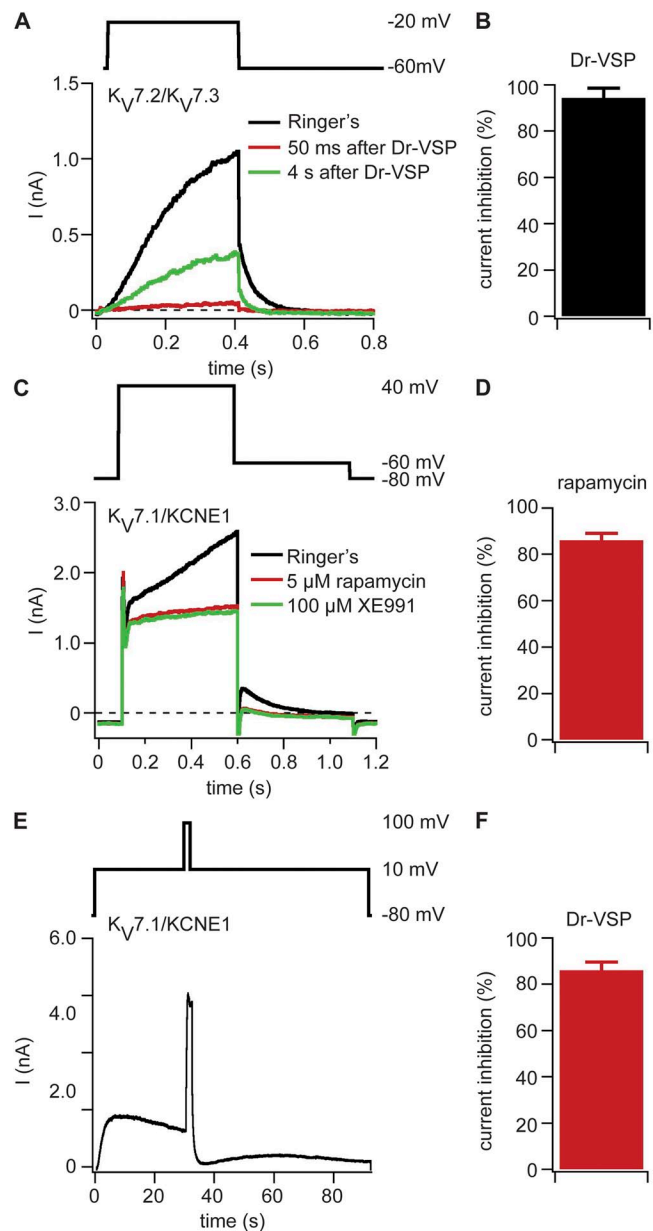 A
-20 mV
-60mV
B
Dr-VSP
1.5
1.0
0.5
0
I (nA)
KV7.2/KV7.3
Ringer's
50 ms after Dr-VSP
4 s after Dr-VSP
0
0.2
0.4
0.6
0.8
time (s)
100
80
60
40
20
0
current inhibition (%)
C
40 mV
-60 mV
-80 mV
D
rapamycin
3.0
2.0
1.0
0
I (nA)
KV7.1/KCNE1
Ringer's
5 µM rapamycin
100 µM XE991
0
0.2
0.4
0.6
0.8
1.0
1.2
time (s)
100
80
60
40
20
0
current inhibition (%)
E
100 mV
10 mV
-80 mV
F
Dr-VSP
KV7.1/KCNE1
6.0
4.0
2.0
0
I (nA)
0
20
40
60
80
time (s)
100
80
60
40
20
0
current inhibition (%)